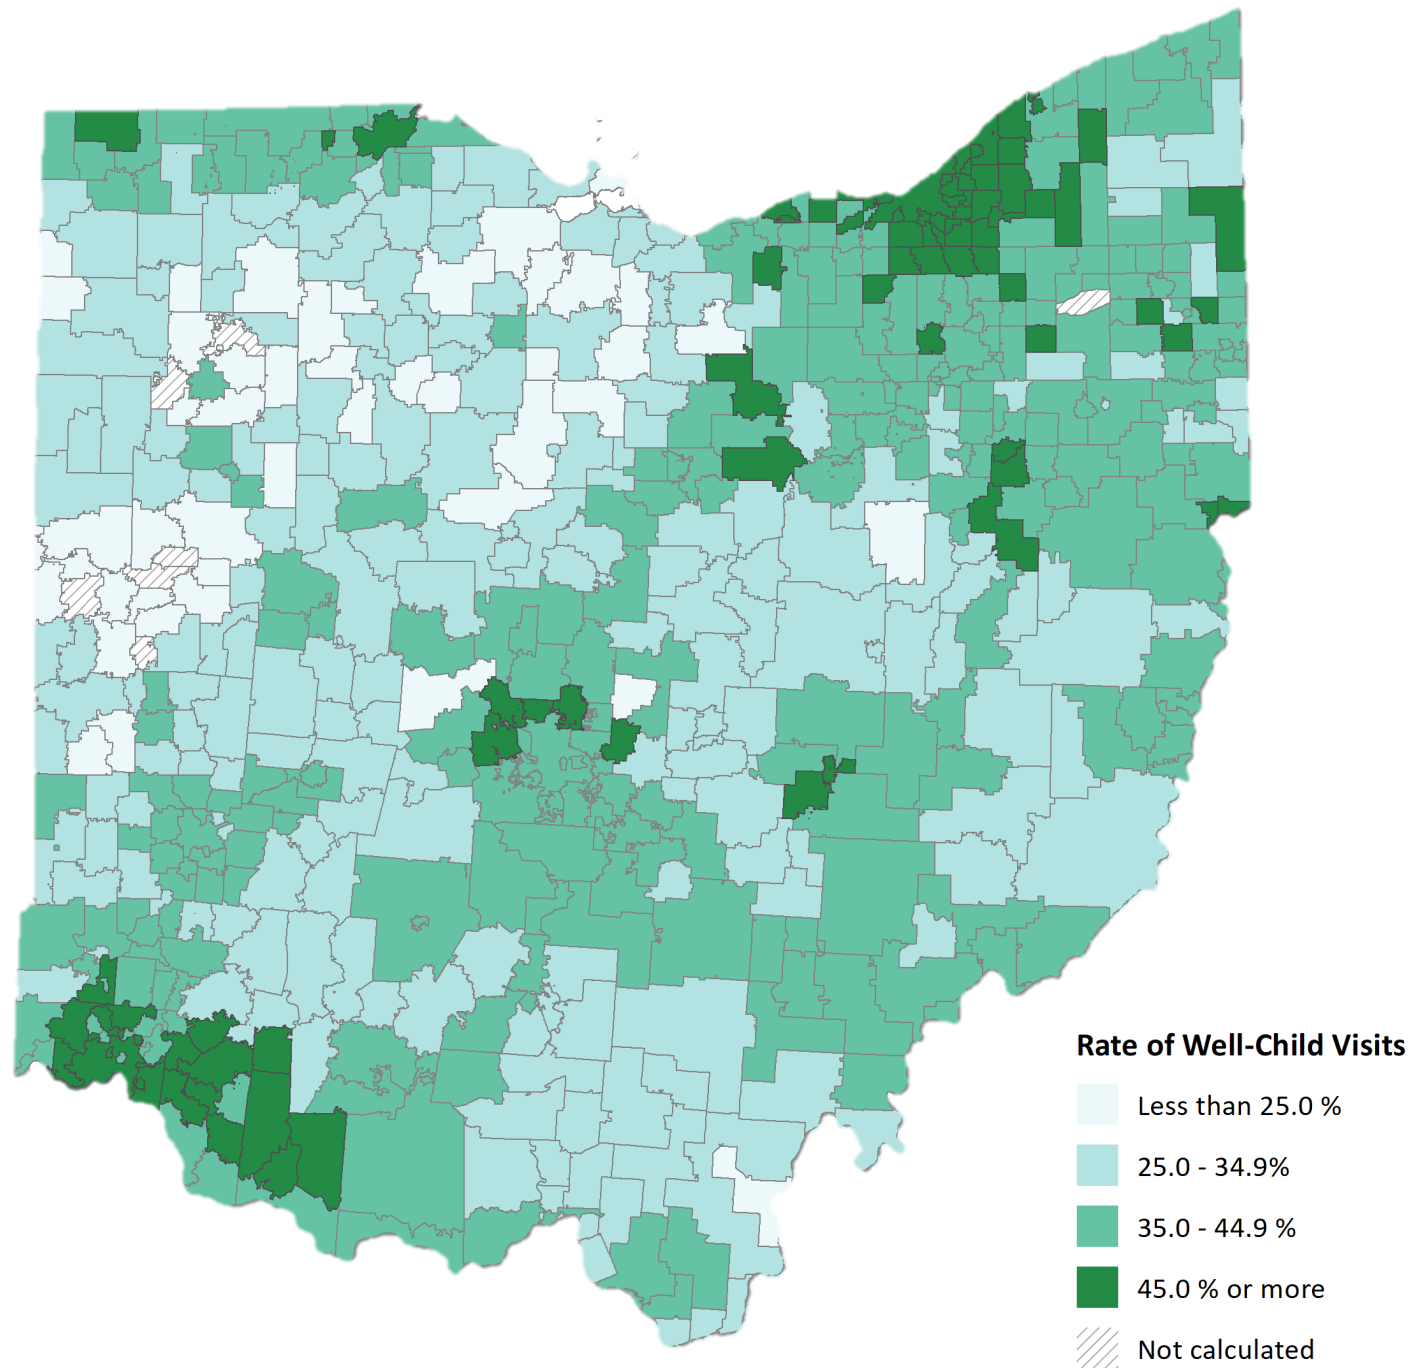 Rate of Well-Child Visits
Less than 25.0 %
25.0 - 34.9%
35.0 - 44.9 %
45.0 % or more
Not calculated